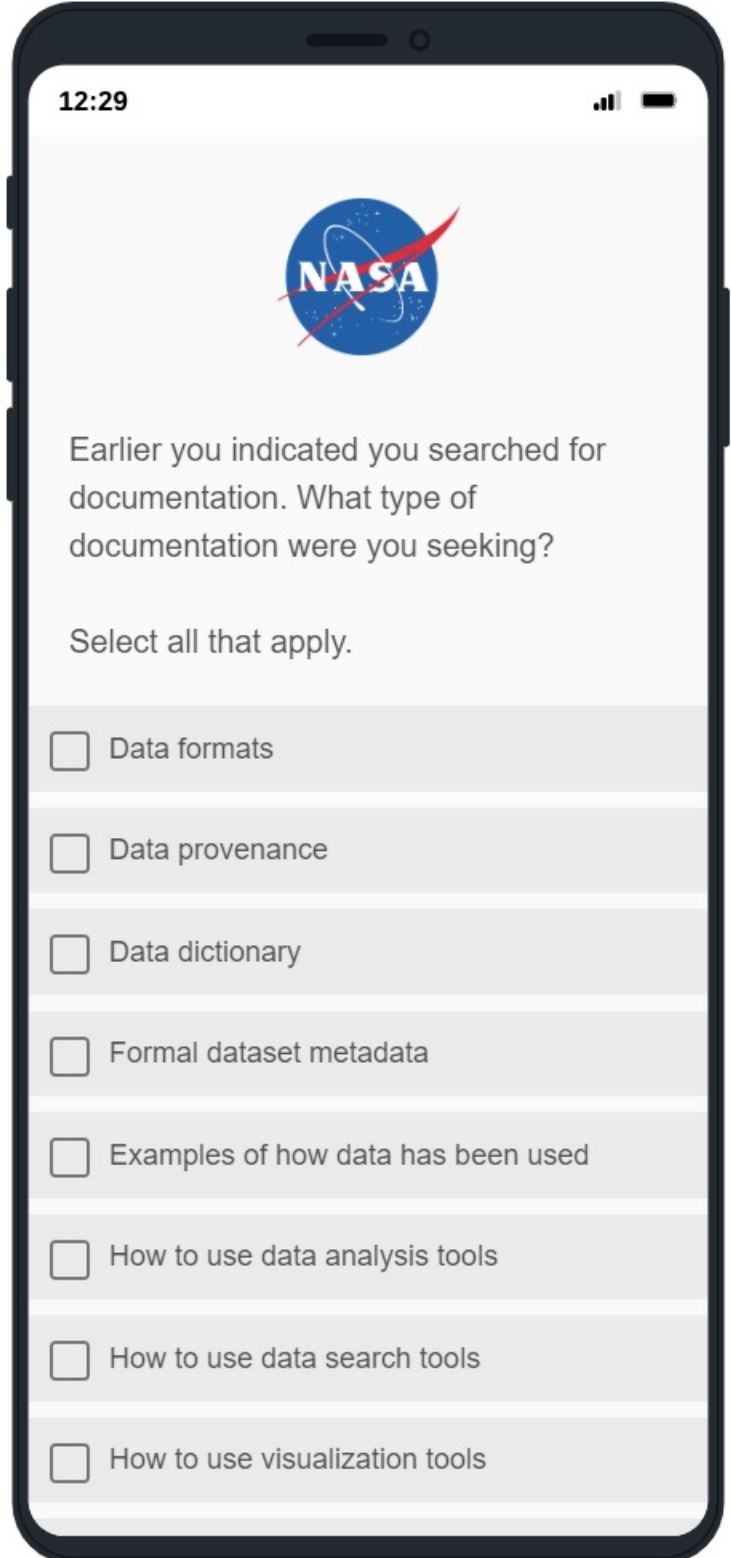 12:29
NASA
Earlier you indicated you searched for
documentation. What type of
documentation were you seeking?
Select all that apply.
Data formats
Data provenance
Data dictionary
Formal dataset metadata
Examples of how data has been used
How to use data analysis tools
How to use data search tools
How to use visualization tools